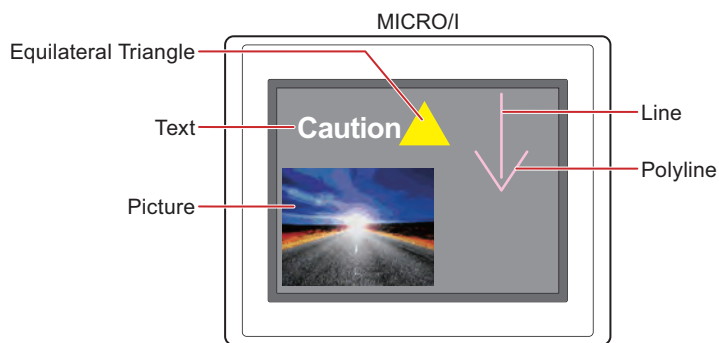 MICRO/I
Equilateral Triangle
Text
Caution
Line
Polyline
Picture